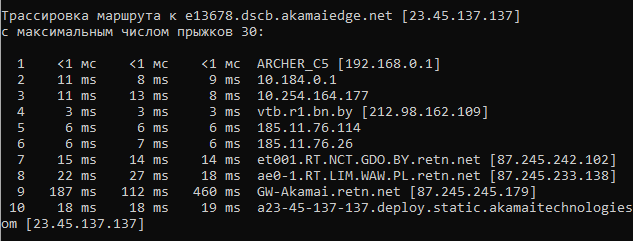 Трассировка маршрута к e13678.dscb.akamaiedge.net [23.45.137.137]
с максимальным числом прыжков 30:
1 <1 мс <1 мс <1 мс ARCHER_C5 [192.168.0.1]
2 11 ms 8 ms 9 ms 10.184.0.1
3 11 ms 13 ms 8 ms 10.254.164.177
4 3 ms 3 ms 3 ms vtb.r1.bn.by [212.98.162.109]
5 6 ms 6 ms 6 ms 185.11.76.114
6 6 ms 7 ms 6 ms 185.11.76.26
7 15 ms 14 ms 14 ms et001.RT.NCT.GDO.BY.retn.net [87.245.242.102]
8 22 ms 27 ms 18 ms ae0-1.RT.LIM.WAW.PL.retn.net [87.245.233.138]
9 187 ms 112 ms 460 ms GW-Akamai.retn.net [87.245.245.179]
10 18 ms 18 ms 19 ms a23-45-137-137.deploy.static.akamaitechnologies
om [23.45.137.137]